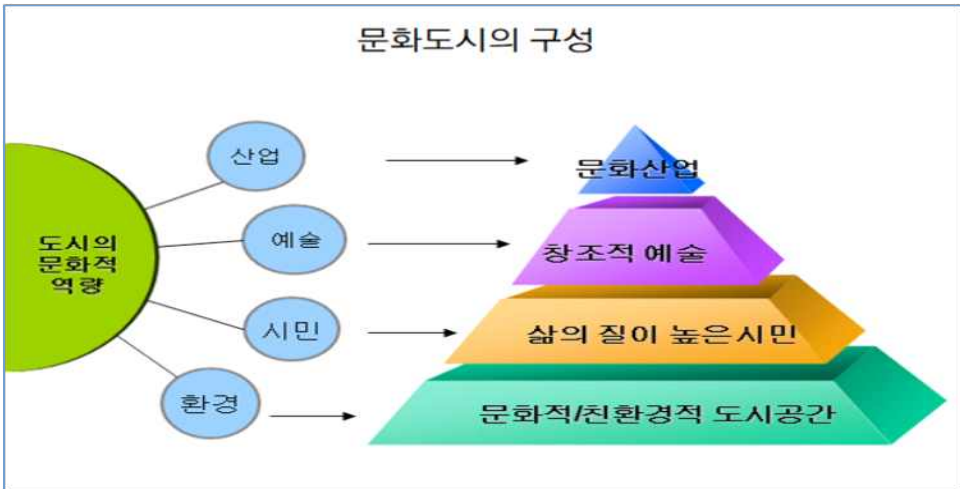 문화도시의 구성
도시의
문화적
역량
산업
문화산업
예술
창조적 예술
시민
삶의 질이 높은시민
환경
문화적/친환경적 도시공간